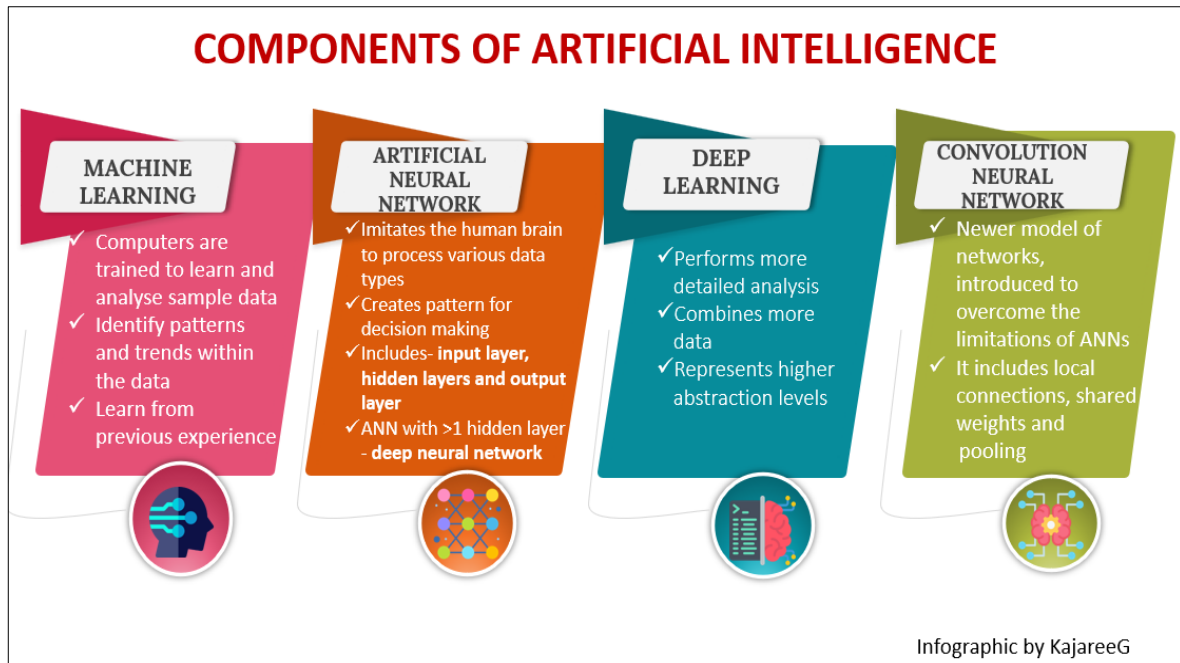 COMPONENTS OF ARTIFICIAL INTELLIGENCE
MACHINE
LEARNING
✓ Computers are
trained to learn and
analyse sample data
✓ Identify patterns
and trends within
the data
✓ Learn from
previous experience
ARTIFICIAL
NEURAL
NETWORK
✓Imitates the human brain
to process various data
types
✓Creates pattern for
decision making
✓Includes- input layer,
hidden layers and output
layer
✓ANN with >1 hidden layer
- deep neural network
DEEP
LEARNING
✓Performs more
detailed analysis
✓Combines more
data
✓Represents higher
abstraction levels
CONVOLUTION
NEURAL
NETWORK
✓ Newer model of
networks,
introduced to
overcome the
limitations of ANNs
✓ It includes local
connections, shared
weights and
pooling
Infographic by KajareeG